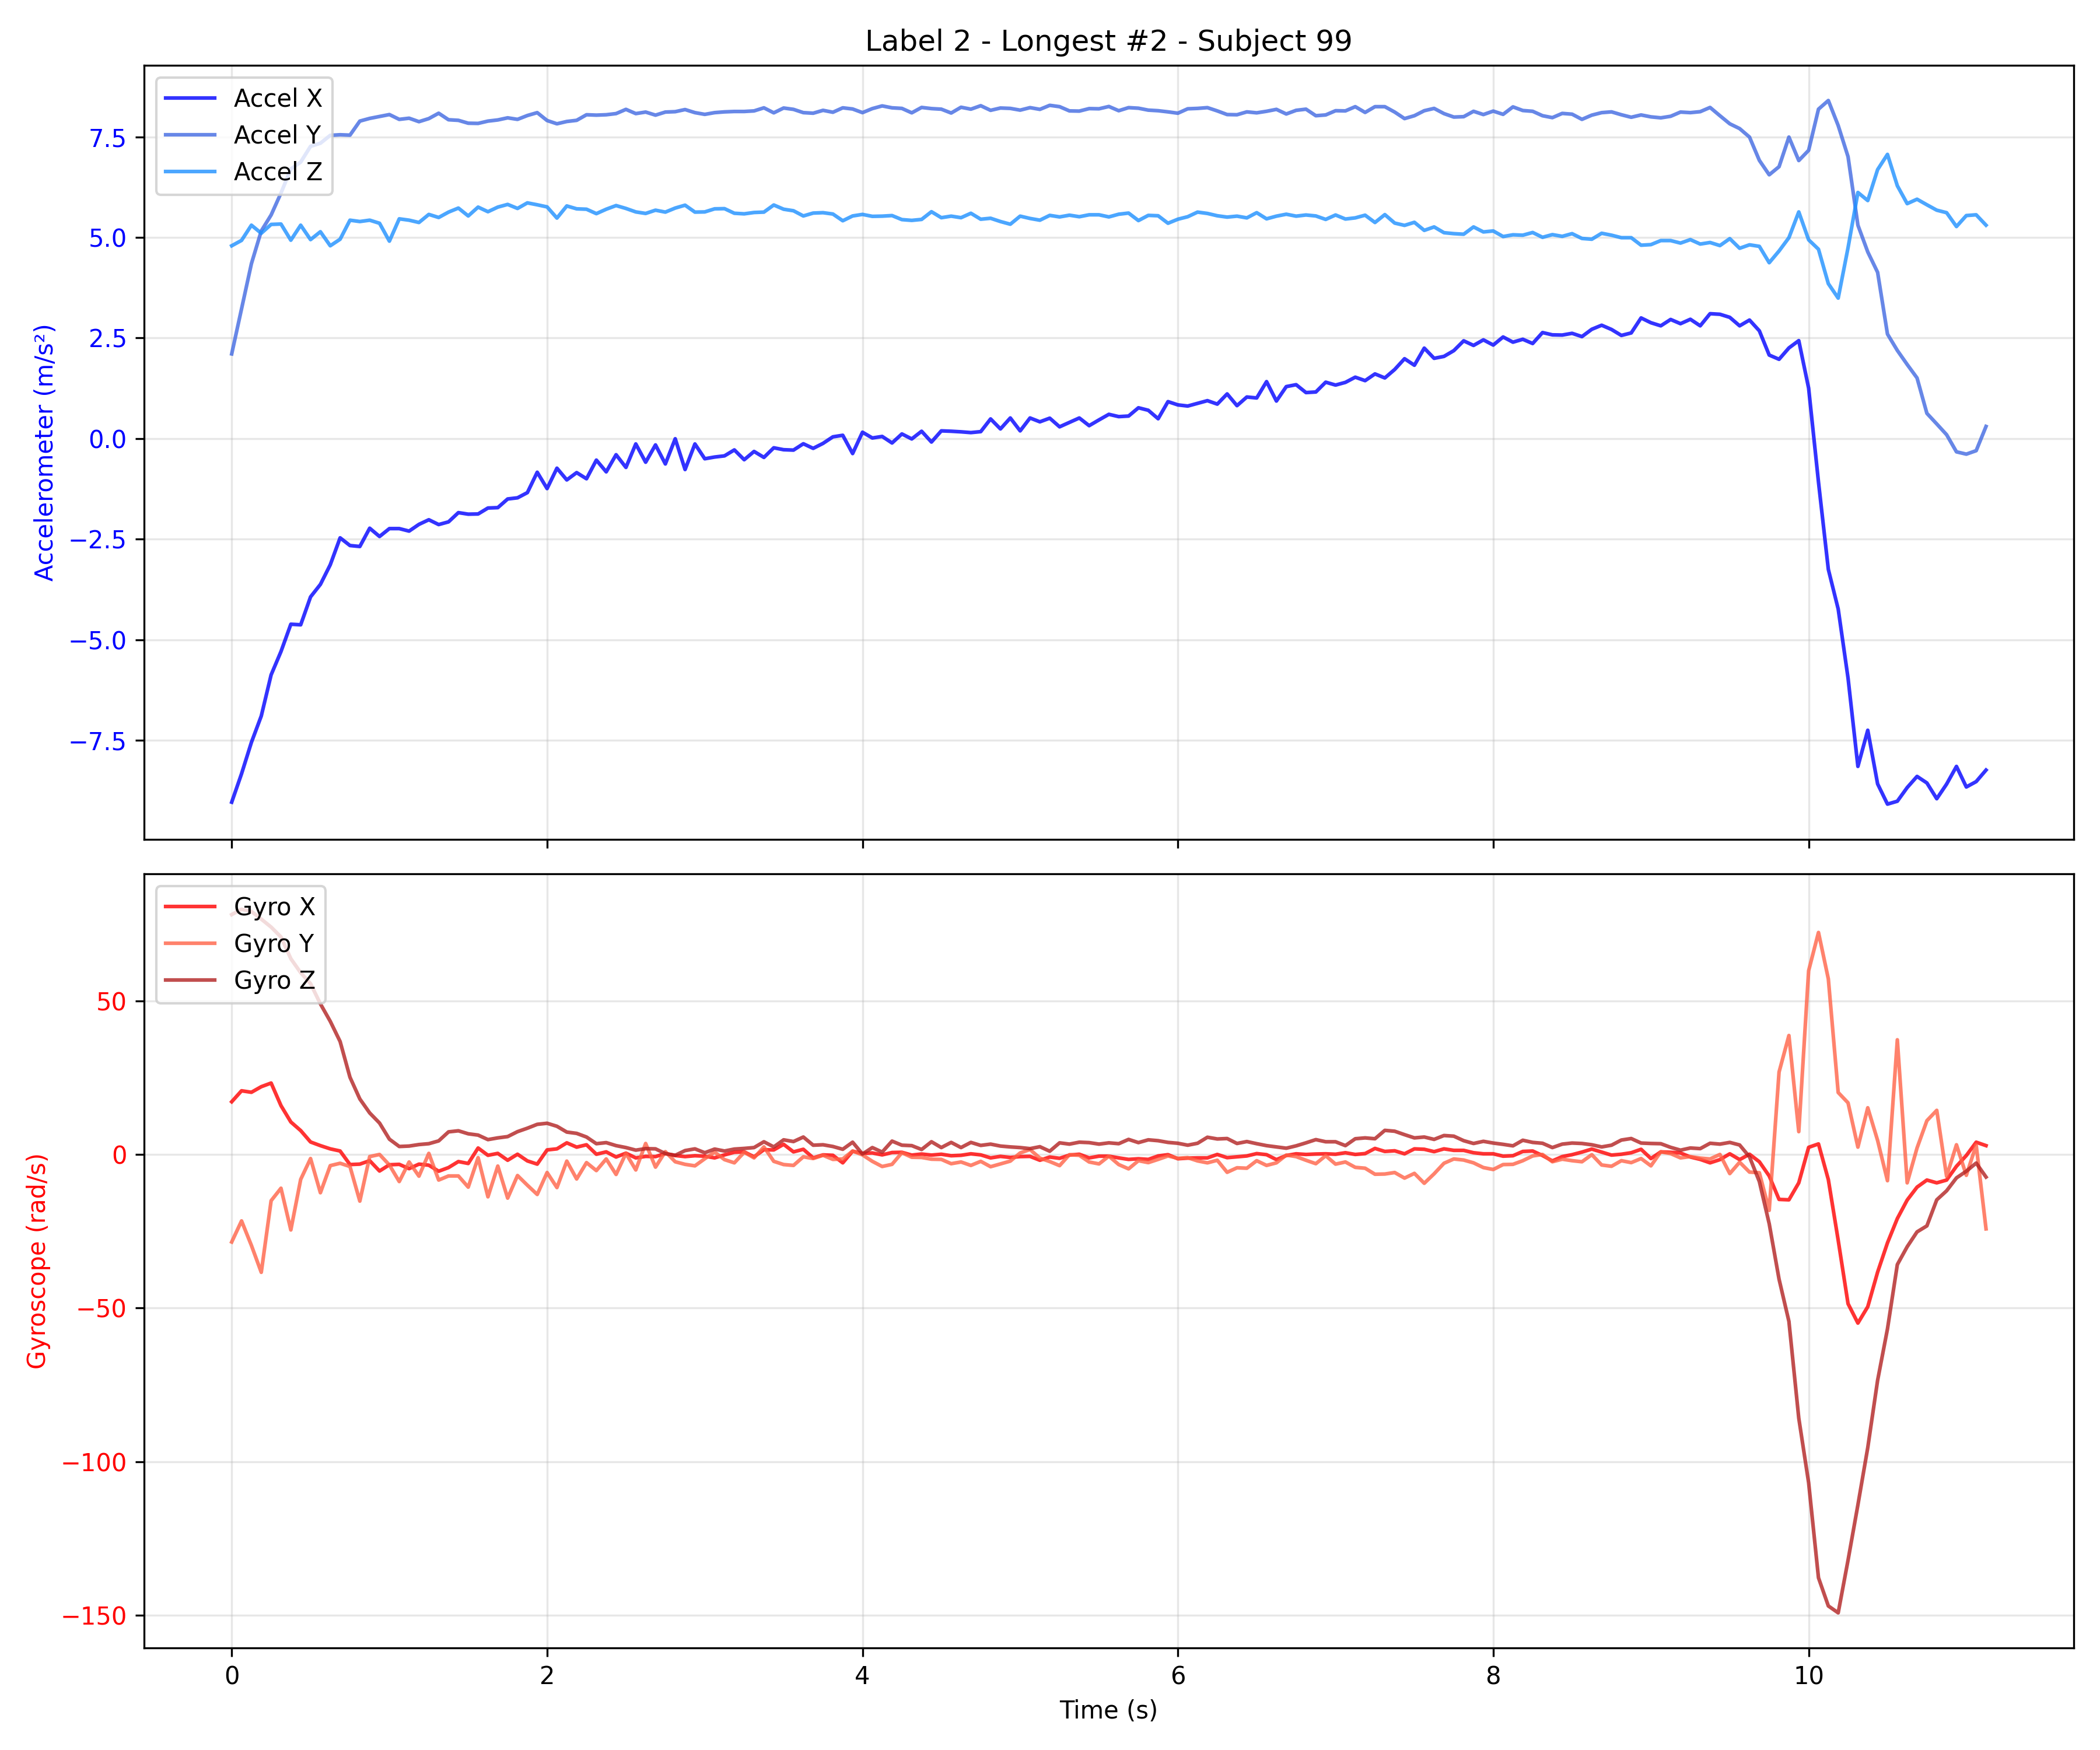 Label 2 - Longest #2 - Subject 99
Accel X
Accel Y
Accel Z
7.5
5.0
2.5
0.0
−2.5
−5.0
−7.5
Accelerometer (m/s²)
Gyro X
Gyro Y
Gyro Z
50
0
−50
−100
−150
Gyroscope (rad/s)
0 2 4 6 8 10
Time (s)